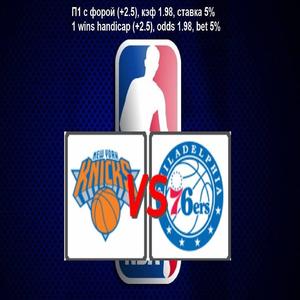 П1 с форой (+2.5), кэф 1.98, ставка 5%
1 wins handicap (+2.5), odds 1.98, bet 5%
NEW YORK
KNICKS
VS
PHILADELPHIA
76ers
NBA